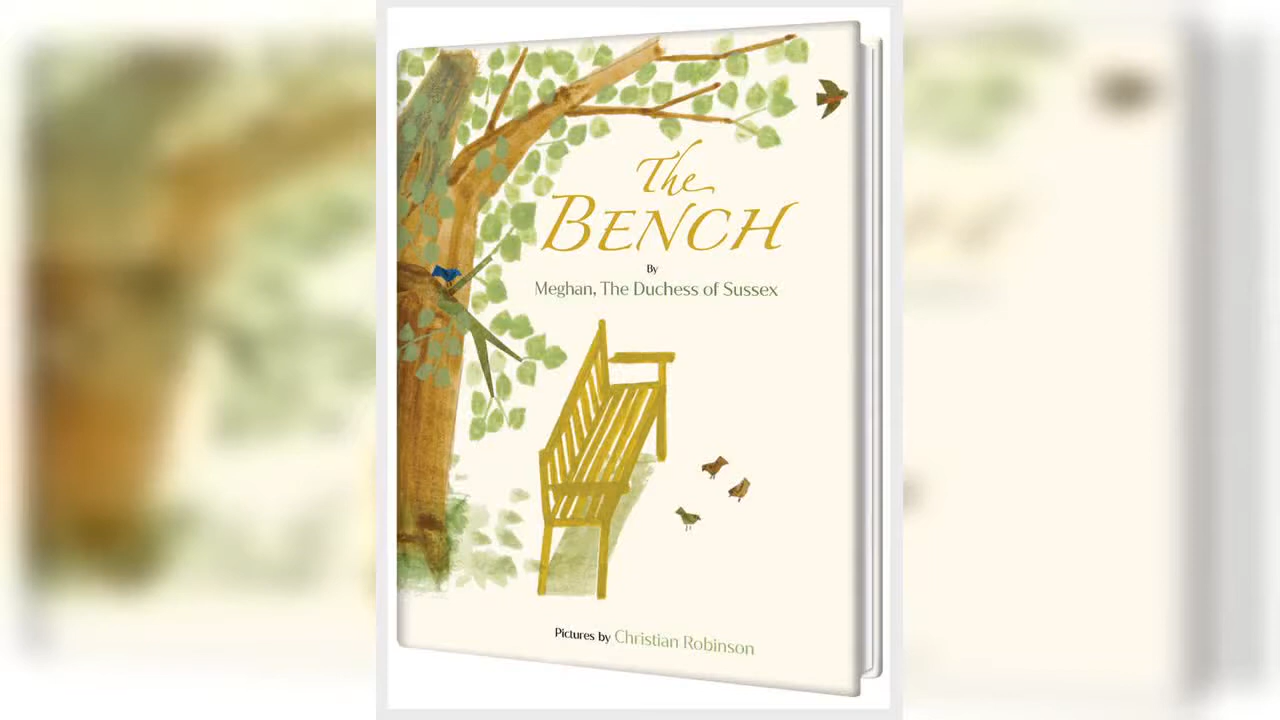 The
BENCH
By
Meghan, The Duchess of Sussex
Pictures by Christian Robinson